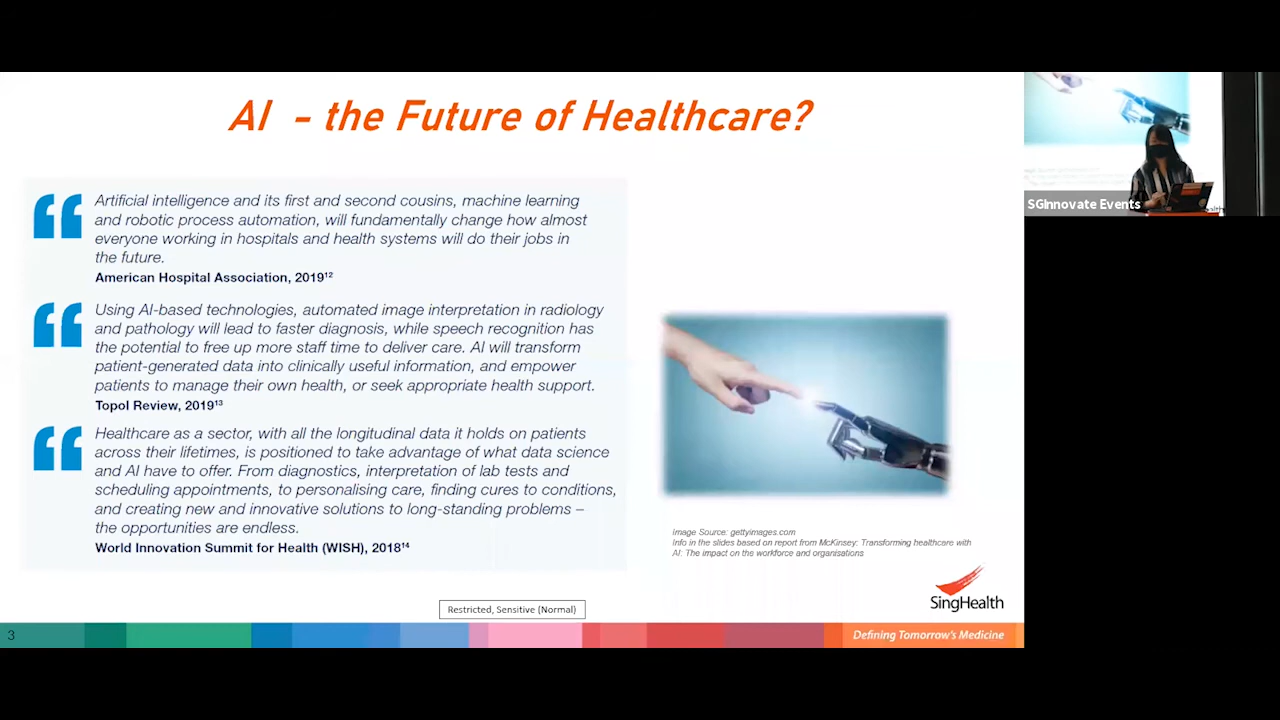 AI - the Future of Healthcare?
Artificial intelligence and its first and second cousins, machine learning
and robotic process automation, will fundamentally change how almost
everyone working in hospitals and health systems will do their jobs in
the future.
American Hospital Association, 2019¹²
Using AI-based technologies, automated image interpretation in radiology
and pathology will lead to faster diagnosis, while speech recognition has
the potential to free up more staff time to deliver care. AI will transform
patient-generated data into clinically useful information, and empower
patients to manage their own health, or seek appropriate health support.
Topol Review, 2019¹³
Healthcare as a sector, with all the longitudinal data it holds on patients
across their lifetimes, is positioned to take advantage of what data science
and AI have to offer. From diagnostics, interpretation of lab tests and
scheduling appointments, to personalising care, finding cures to conditions,
and creating new and innovative solutions to long-standing problems –
the opportunities are endless.
World Innovation Summit for Health (WISH), 2018¹⁴
Image Source: gettyimages.com
Info in the slides based on report from McKinsey: Transforming healthcare with
AI: The impact on the workforce and organisations
SingHealth
Restricted, Sensitive (Normal)
3
Defining Tomorrow's Medicine
SGInnovate Events